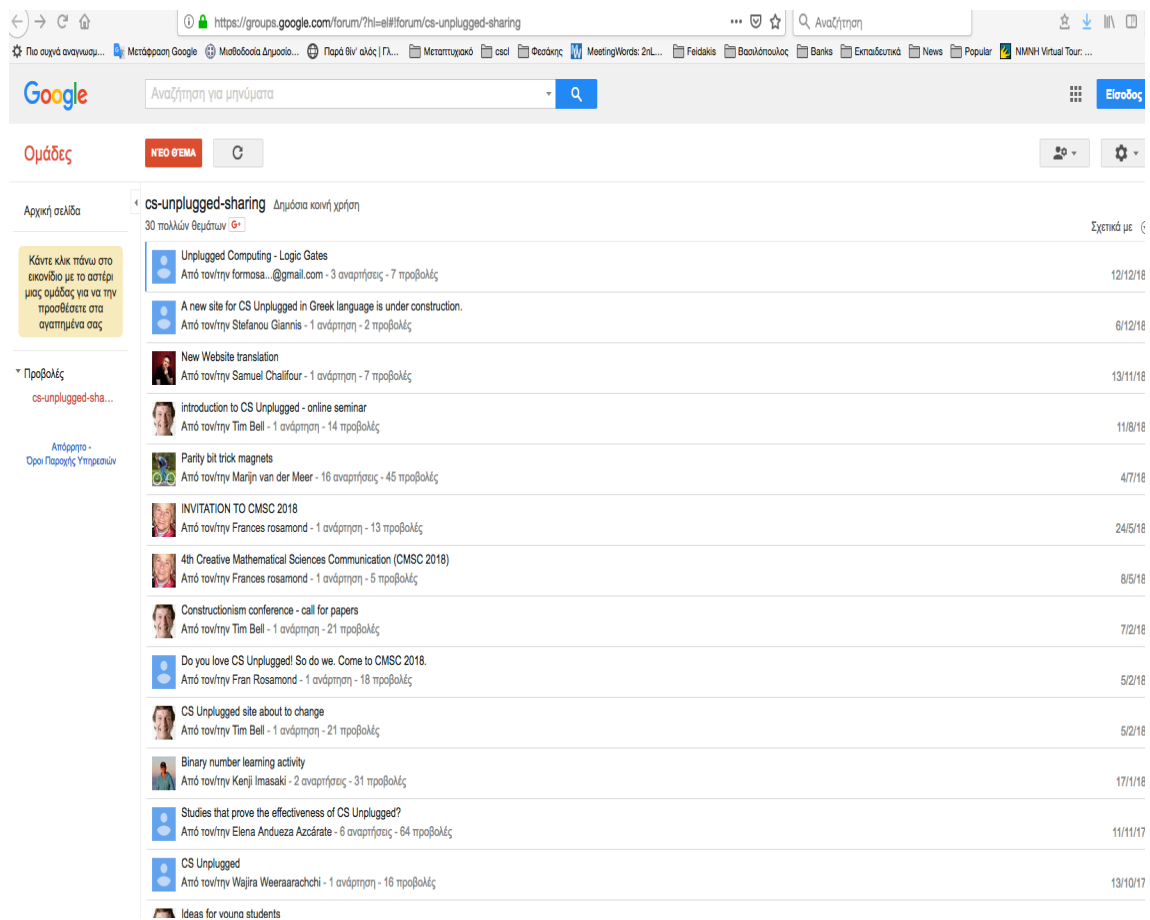 https://groups.google.com/forum/?hl=el#!forum/cs-unplugged-sharing
Αναζήτηση
Πιο συχνά αναγνωσμ... Μετάφραση Google Μισθοδοσία Δημοσίο... Παρά θίν' αλός | Γλ... Μεταπτυχιακό cscl Φεσάκης MeetingWords: 2nL... Feidakis Βασιλόπουλος Banks Εκπαιδευτικά News Popular NMNH Virtual Tour: ...
Google
Αναζήτηση για μηνύματα
Είσοδος
Ομάδες
ΝΈΟ ΘΈΜΑ
Αρχική σελίδα
Κάντε κλικ πάνω στο
εικονίδιο με το αστέρι
μιας ομάδας για να την
προσθέσετε στα
αγαπημένα σας
Προβολές
cs-unplugged-sha...
Απόρρητο -
Όροι Παροχής Υπηρεσιών
cs-unplugged-sharing Δημόσια κοινή χρήση
30 πολλών θεμάτων G+
Σχετικά με
Unplugged Computing - Logic Gates
Από τον/την formosa...@gmail.com - 3 αναρτήσεις - 7 προβολές 12/12/18
A new site for CS Unplugged in Greek language is under construction.
Από τον/την Stefanou Giannis - 1 ανάρτηση - 2 προβολές 6/12/18
New Website translation
Από τον/την Samuel Chalifour - 1 ανάρτηση - 7 προβολές 13/11/18
introduction to CS Unplugged - online seminar
Από τον/την Tim Bell - 1 ανάρτηση - 14 προβολές 11/8/18
Parity bit trick magnets
Από τον/την Marijn van der Meer - 16 αναρτήσεις - 45 προβολές 4/7/18
INVITATION TO CMSC 2018
Από τον/την Frances rosamond - 1 ανάρτηση - 13 προβολές 24/5/18
4th Creative Mathematical Sciences Communication (CMSC 2018)
Από τον/την Frances rosamond - 1 ανάρτηση - 5 προβολές 8/5/18
Constructionism conference - call for papers
Από τον/την Tim Bell - 1 ανάρτηση - 21 προβολές 7/2/18
Do you love CS Unplugged! So do we. Come to CMSC 2018.
Από τον/την Fran Rosamond - 1 ανάρτηση - 18 προβολές 5/2/18
CS Unplugged site about to change
Από τον/την Tim Bell - 1 ανάρτηση - 21 προβολές 5/2/18
Binary number learning activity
Από τον/την Kenji Imasaki - 2 αναρτήσεις - 31 προβολές 17/1/18
Studies that prove the effectiveness of CS Unplugged?
Από τον/την Elena Andueza Azcárate - 6 αναρτήσεις - 64 προβολές 11/11/17
CS Unplugged
Από τον/την Wajira Weeraarachchi - 1 ανάρτηση - 16 προβολές 13/10/17
Ideas for young students